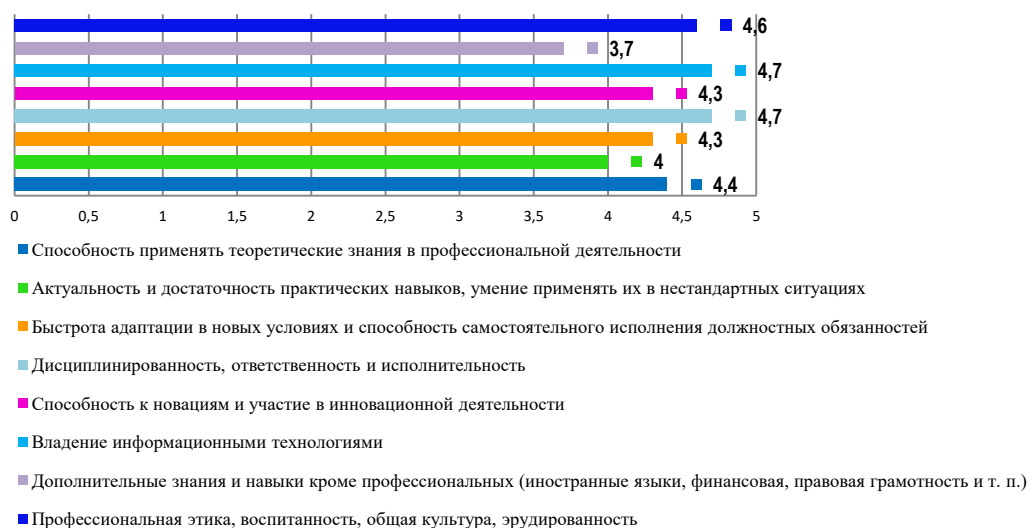 4,6
3,7
4,7
4,3
4,7
4,3
4
4,4
0 0,5 1 1,5 2 2,5 3 3,5 4 4,5 5
Способность применять теоретические знания в профессиональной деятельности
Актуальность и достаточность практических навыков, умение применять их в нестандартных ситуациях
Быстрота адаптации в новых условиях и способность самостоятельного исполнения должностных обязанностей
Дисциплинированность, ответственность и исполнительность
Способность к новациям и участие в инновационной деятельности
Владение информационными технологиями
Дополнительные знания и навыки кроме профессиональных (иностранные языки, финансовая, правовая грамотность и т. п.)
Профессиональная этика, воспитанность, общая культура, эрудированность